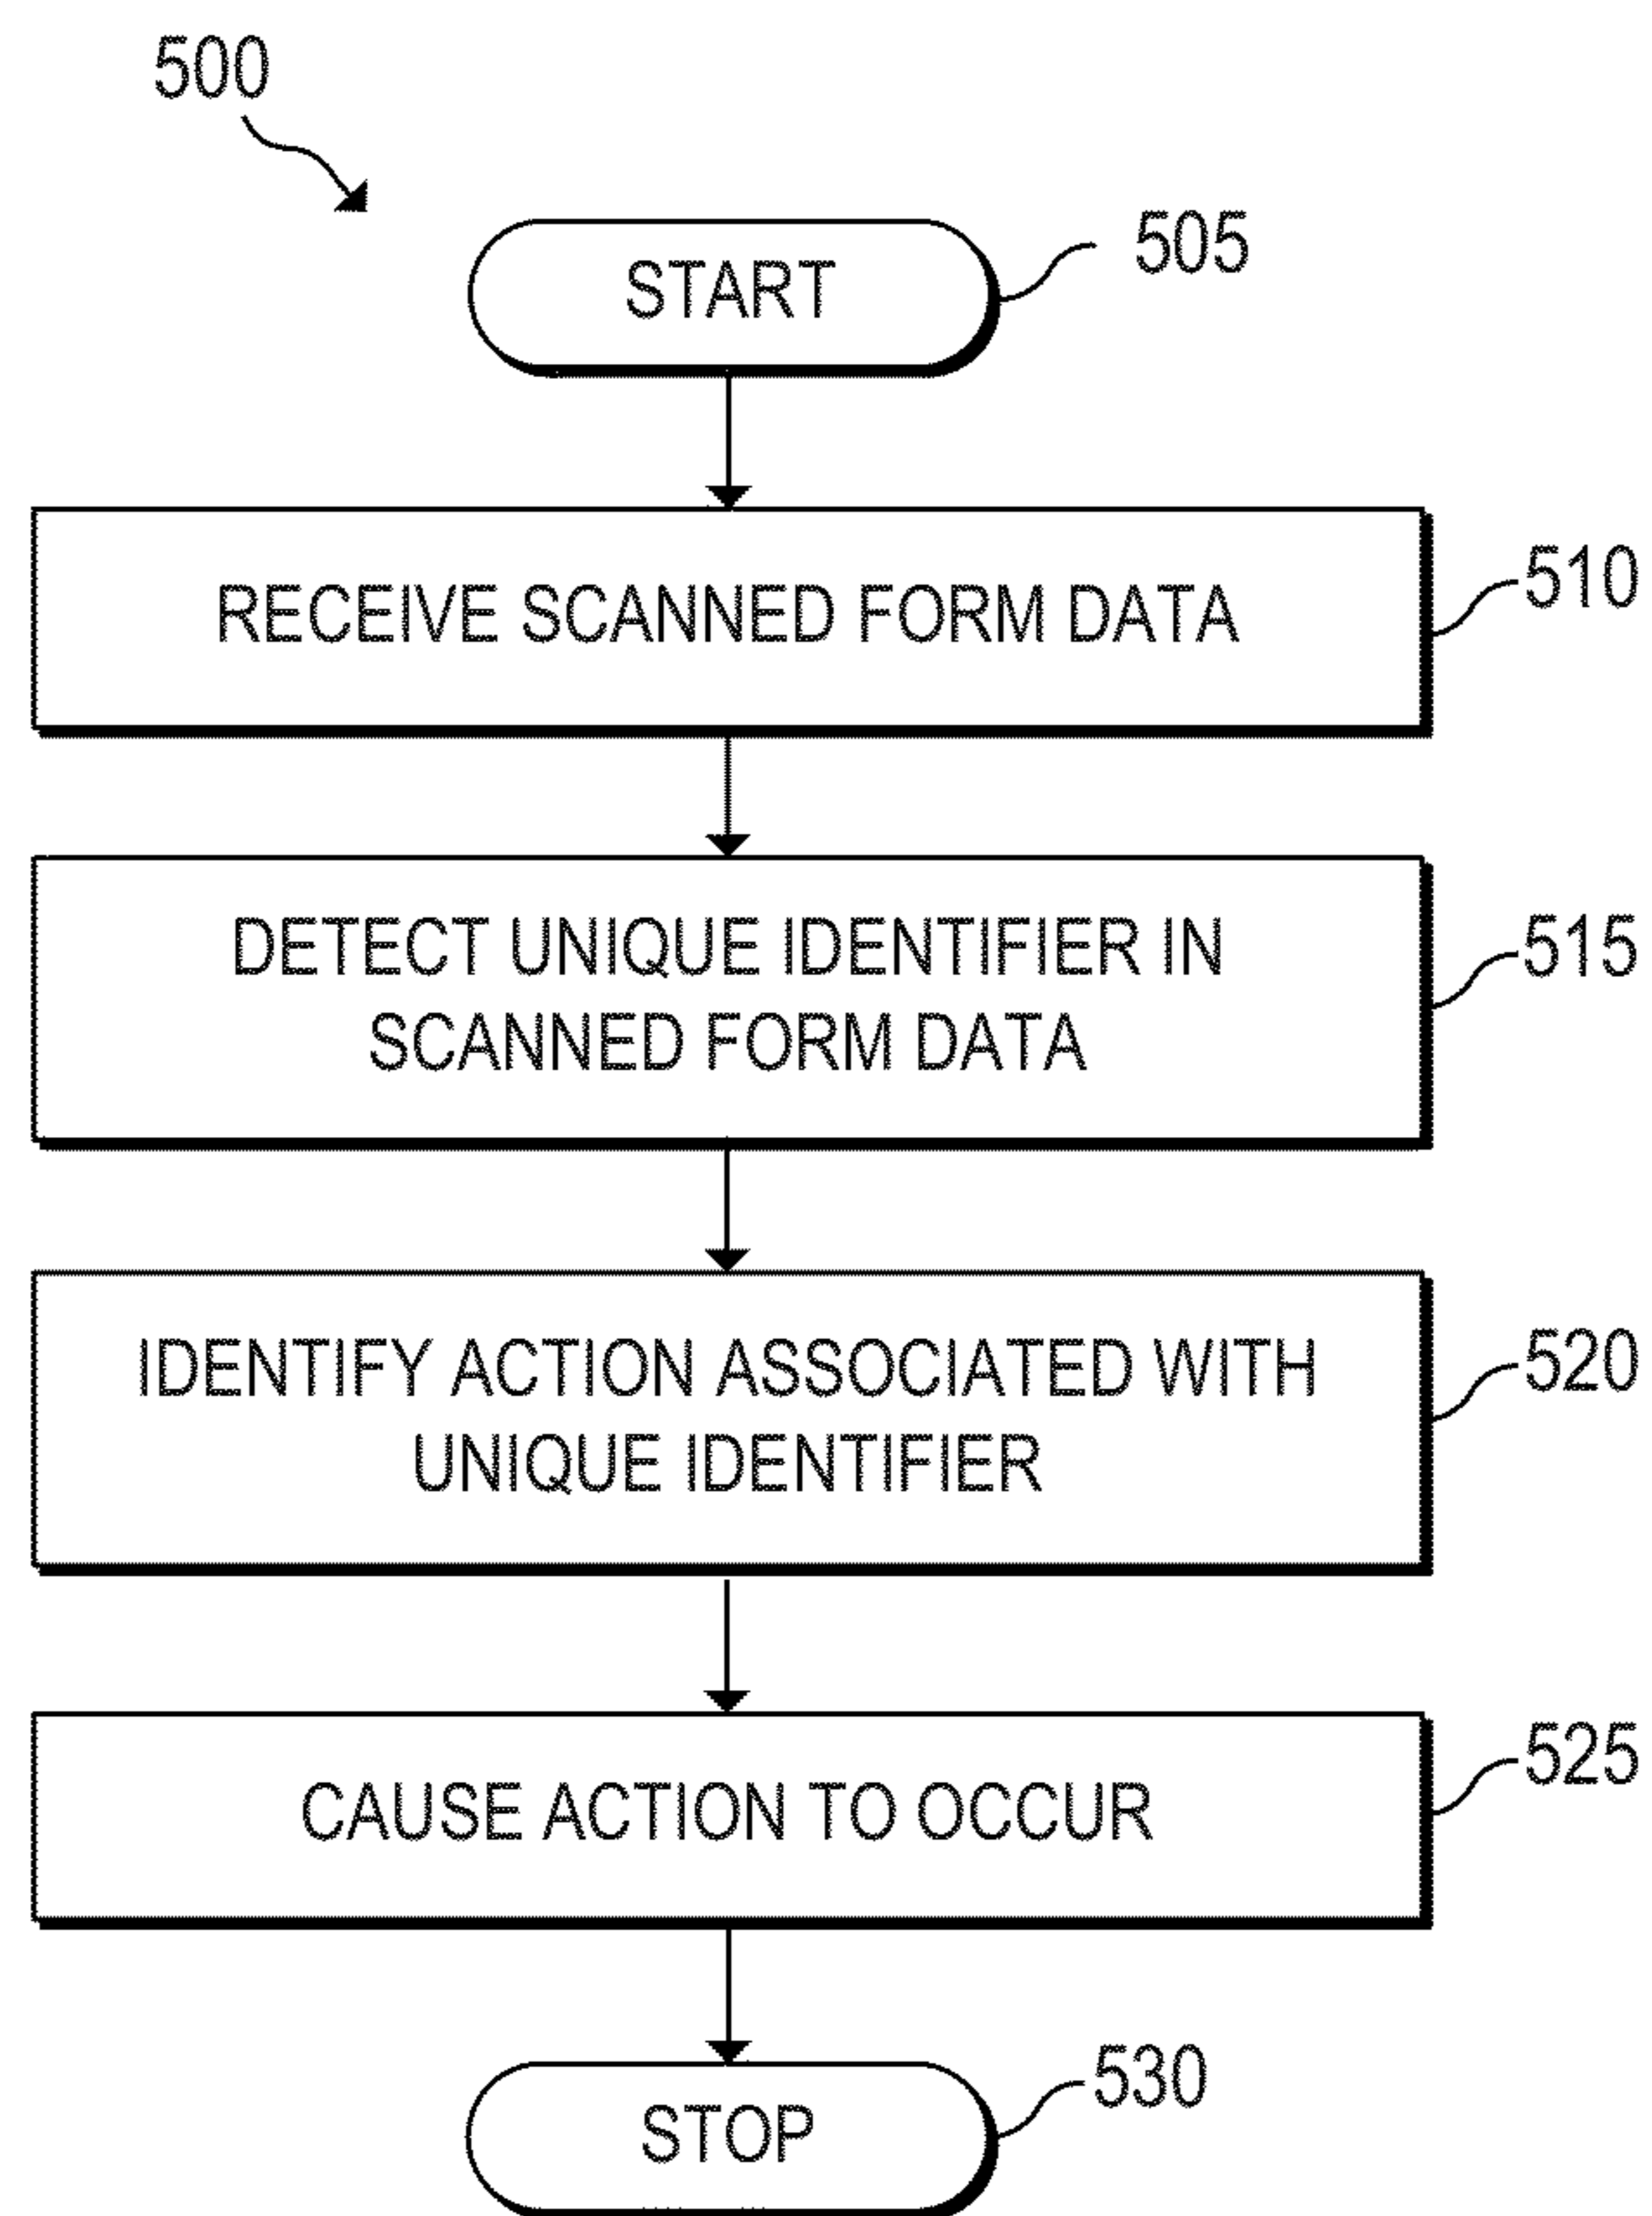 500
START
505
RECEIVE SCANNED FORM DATA
510
DETECT UNIQUE IDENTIFIER IN
SCANNED FORM DATA
515
IDENTIFY ACTION ASSOCIATED WITH
UNIQUE IDENTIFIER
520
CAUSE ACTION TO OCCUR
525
STOP
530